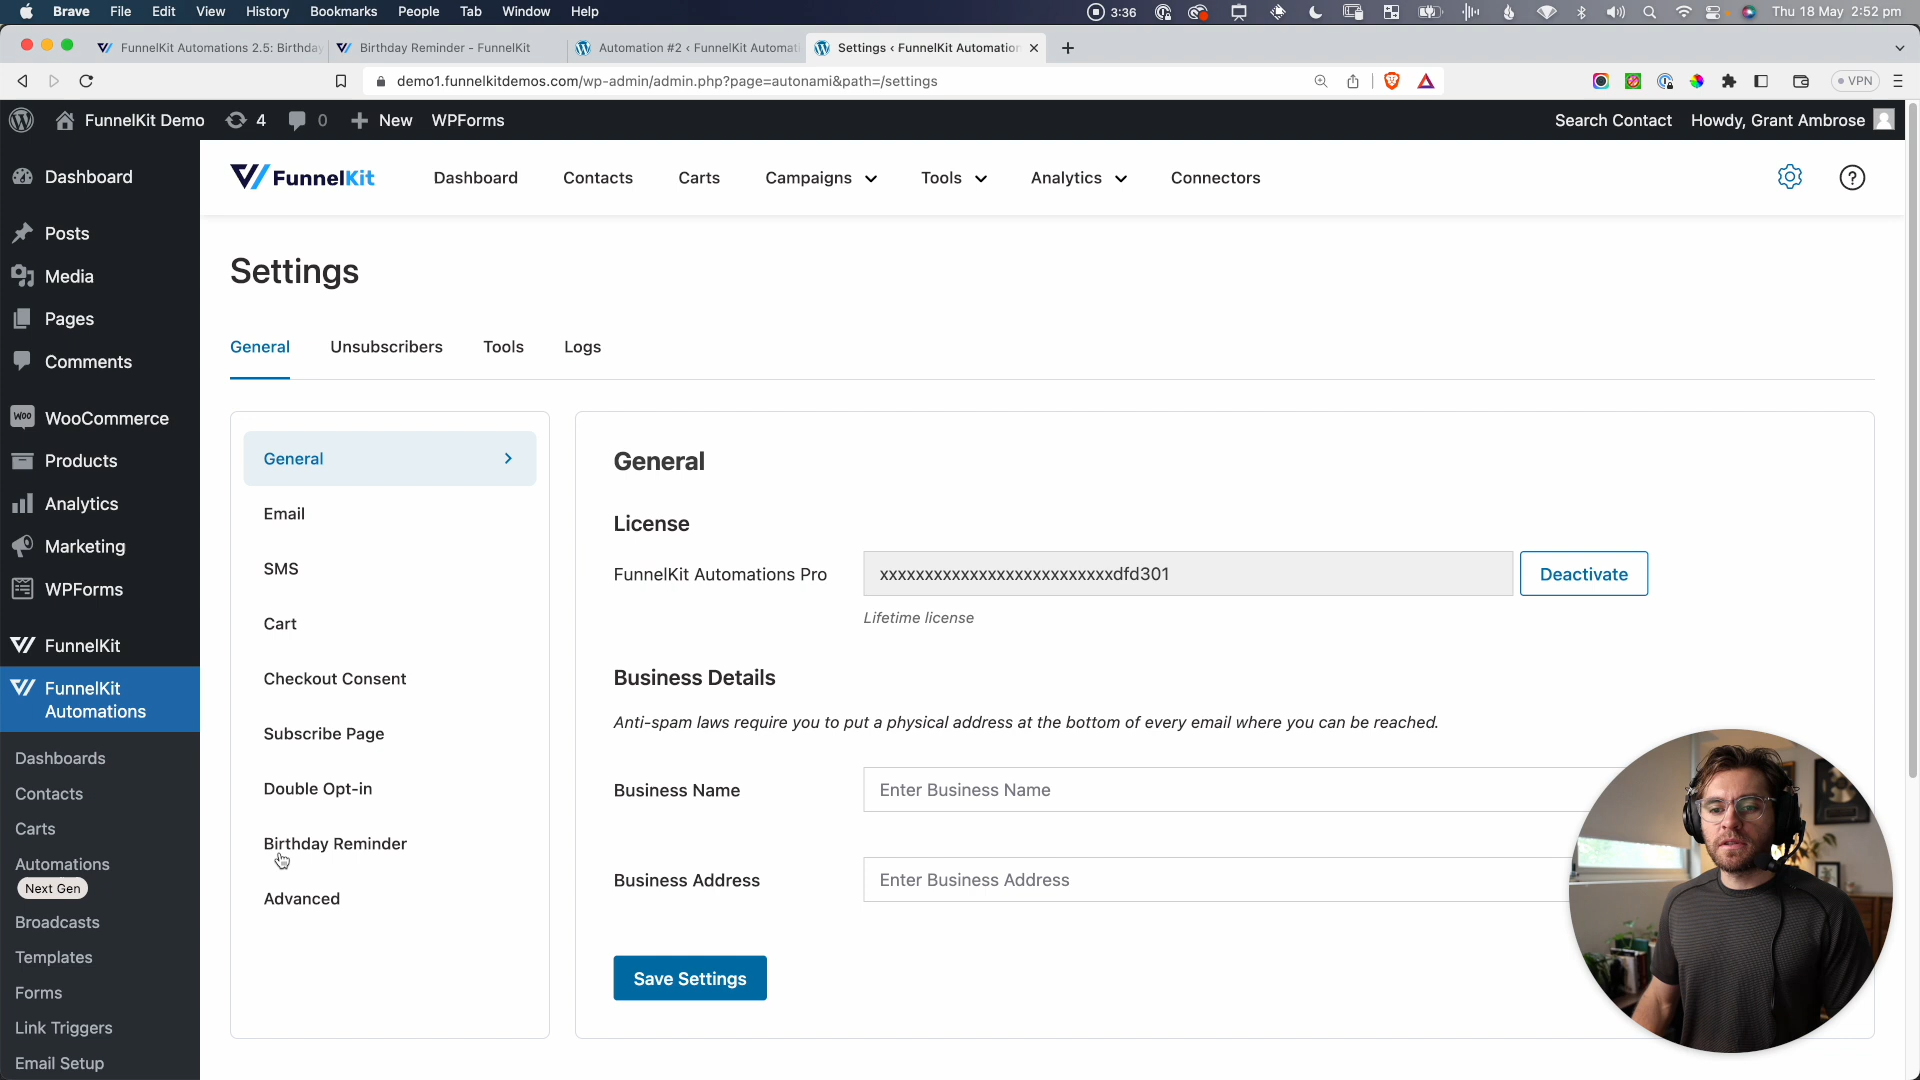 Brave File Edit View History Bookmarks People Tab Window Help 3:36 Thu 18 May 2:52 pm
FunnelKit Automations 2.5: Birthday Birthday Reminder - FunnelKit Automation #2 ‹ FunnelKit Automati Settings ‹ FunnelKit Automation
demo1.funnelkitdemos.com/wp-admin/admin.php?page=autonami&path=/settings VPN
FunnelKit Demo 4 0 New WPForms Search Contact Howdy, Grant Ambrose
Dashboard
Posts
Media
Pages
Comments
WooCommerce
Products
Analytics
Marketing
WPForms
FunnelKit
FunnelKit
Automations
Dashboards
Contacts
Carts
Automations
Next Gen
Broadcasts
Templates
Forms
Link Triggers
Email Setup
FunnelKit Dashboard Contacts Carts Campaigns Tools Analytics Connectors
Settings
General Unsubscribers Tools Logs
General
Email
SMS
Cart
Checkout Consent
Subscribe Page
Double Opt-in
Birthday Reminder
Advanced
General
License
FunnelKit Automations Pro xxxxxxxxxxxxxxxxxxxxxxxxxxdfd301 Deactivate
Lifetime license
Business Details
Anti-spam laws require you to put a physical address at the bottom of every email where you can be reached.
Business Name Enter Business Name
Business Address Enter Business Address
Save Settings